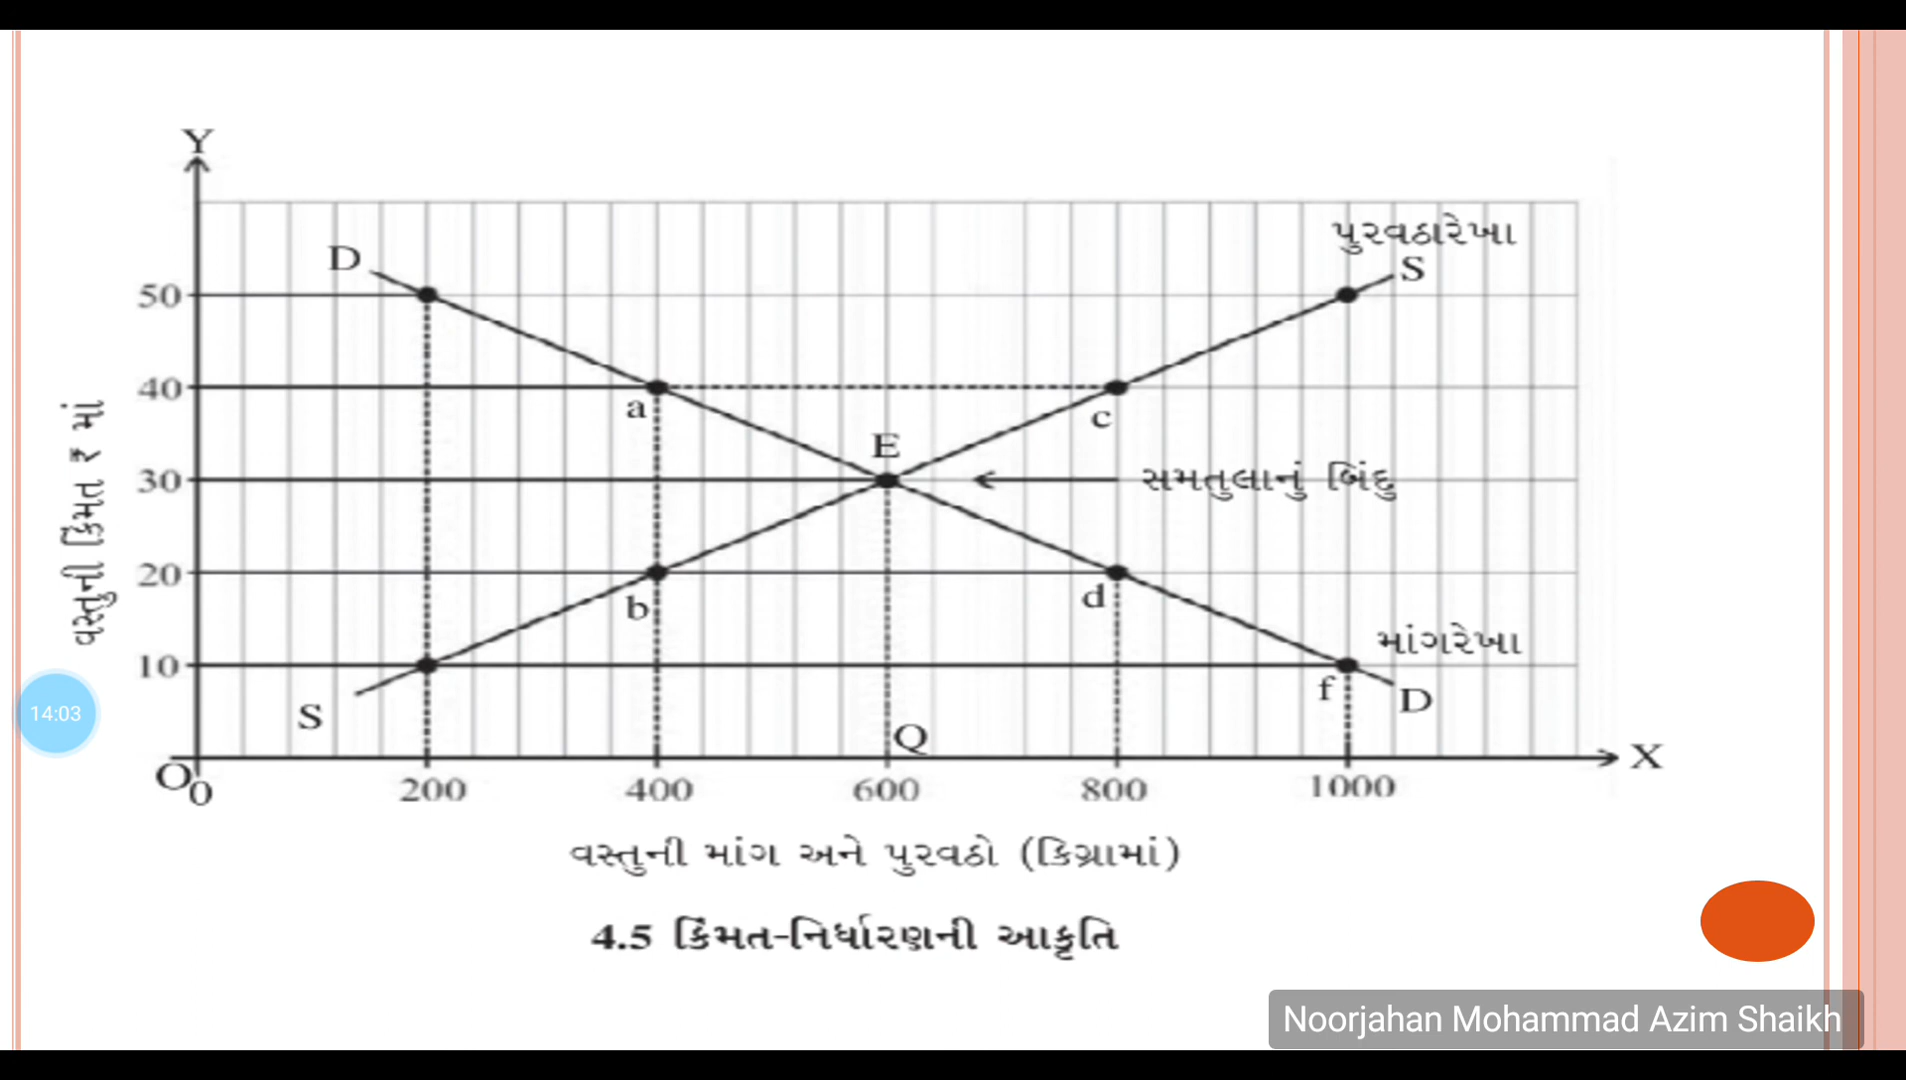 Y
પુરવઠારેખા
D
S
50
40
a
c
E
30
સમતુલાનું બિંદુ
20
b
d
માંગરેખા
10
f
D
14:03
S
Q
O
X
0
200
400
600
800
1000
વસ્તુની કિંમત ₹ માં
વસ્તુની માંગ અને પુરવઠો (કિગ્રામાં)
4.5 કિંમત-નિર્ધારણની આકૃતિ
Noorjahan Mohammad Azim Shaikh